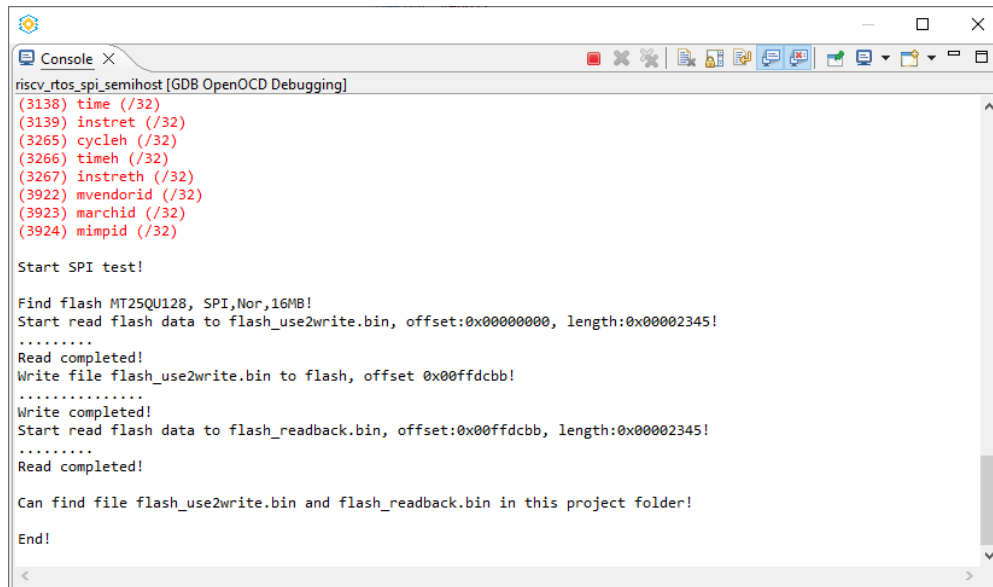 Console
riscv_rtos_spi_semihost [GDB OpenOCD Debugging]
(3138) time (/32)
(3139) instret (/32)
(3265) cycleh (/32)
(3266) timeh (/32)
(3267) instreth (/32)
(3922) mvendorid (/32)
(3923) marchid (/32)
(3924) mimpid (/32)
Start SPI test!
Find flash MT25QU128, SPI,Nor,16MB!
Start read flash data to flash_use2write.bin, offset:0x00000000, length:0x00002345!
.........
Read completed!
Write file flash_use2write.bin to flash, offset 0x00ffdcbb!
...............
Write completed!
Start read flash data to flash_readback.bin, offset:0x00ffdcbb, length:0x00002345!
.........
Read completed!
Can find file flash_use2write.bin and flash_readback.bin in this project folder!
End!